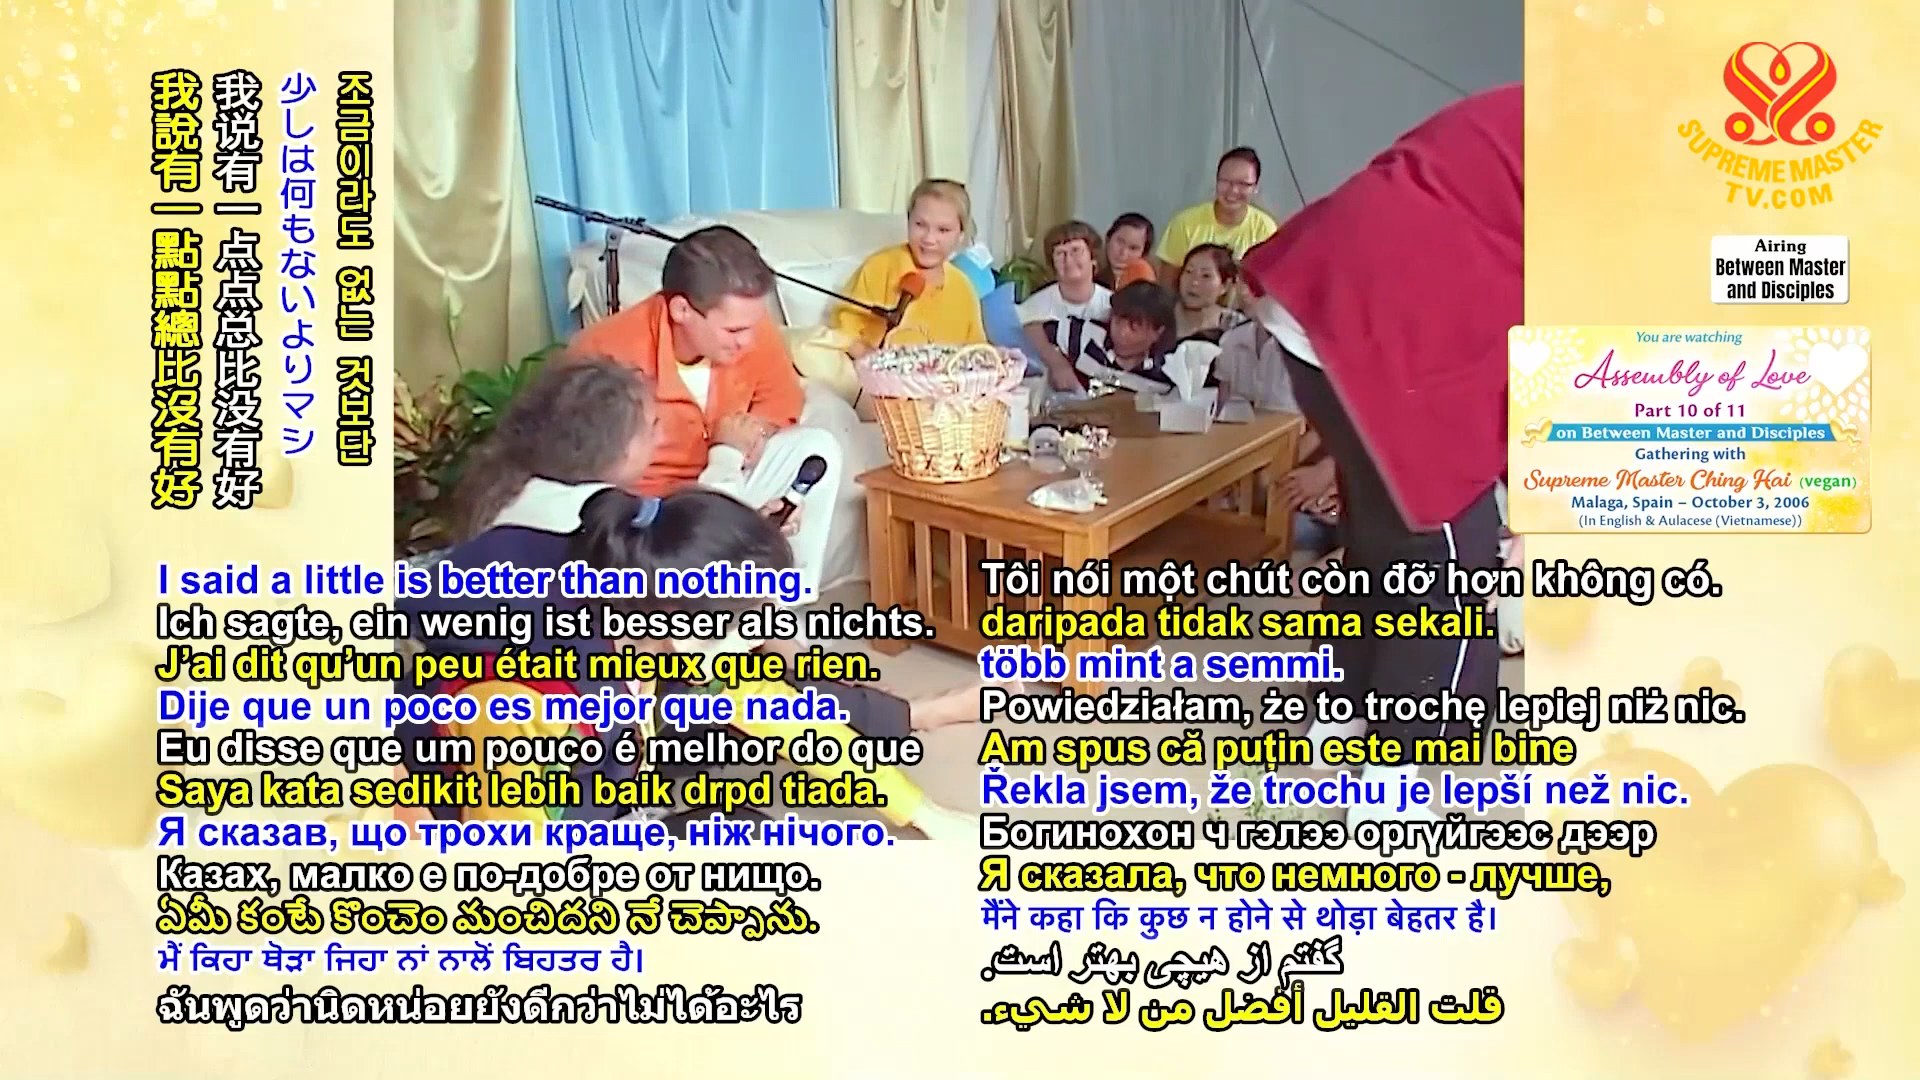 我說有一點點總比沒有好
我说有一点点总比没有好
少しは何もないよりマシ
조금이라도 없는 것보단
SUPREME MASTER
TV.COM
Airing
Between Master
and Disciples
You are watching
Assembly of Love
Part 10 of 11
on Between Master and Disciples
Gathering with
Supreme Master Ching Hai (vegan)
Malaga, Spain – October 3, 2006
(In English & Aulacese (Vietnamese))
I said a little is better than nothing.
Ich sagte, ein wenig ist besser als nichts.
J’ai dit qu’un peu était mieux que rien.
Dije que un poco es mejor que nada.
Eu disse que um pouco é melhor do que
Saya kata sedikit lebih baik drpd tiada.
Я сказав, що трохи краще, ніж нічого.
Казах, малко е по-добре от нищо.
ఏమీ కంటే కొంచెం మంచిదని నే చెప్పాను.
ਮੈਂ ਕਿਹਾ ਥੋੜਾ ਜਿਹਾ ਨਾਂ ਨਾਲੋਂ ਬਿਹਤਰ ਹੈ।
ฉันพูดว่านิดหน่อยยังดีกว่าไม่ได้อะไร
Tôi nói một chút còn đỡ hơn không có.
daripada tidak sama sekali.
több mint a semmi.
Powiedziałam, że to trochę lepiej niż nic.
Am spus că puțin este mai bine
Řekla jsem, že trochu je lepší než nic.
Богинохон ч гэлээ оргүйгээс дээр
Я сказала, что немного - лучше,
मैंने कहा कि कुछ न होने से थोड़ा बेहतर है।
گفتم از هیچی بهتر است.
قلت القليل أفضل من لا شيء.